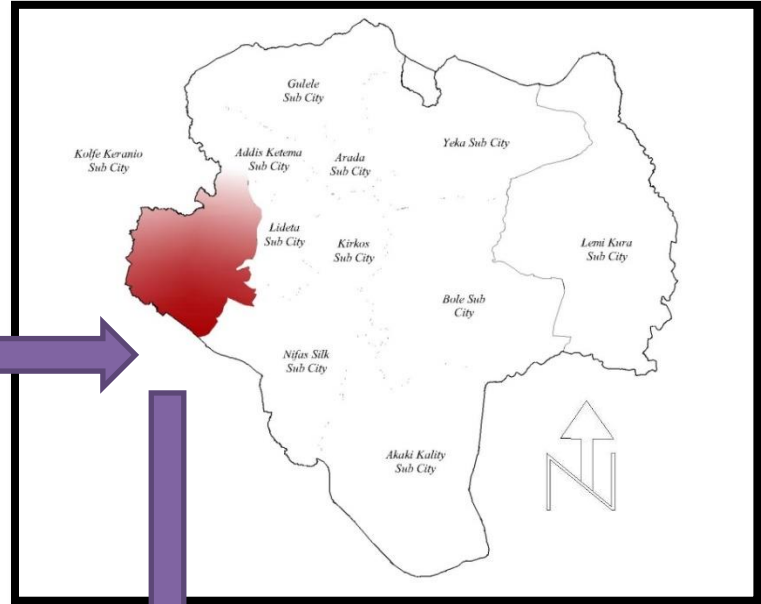 Gulele
Sub City
Kolfe Keranio
Sub City
Addis Ketema
Sub City
Arada
Sub City
Yeka Sub City
Lideta
Sub City
Kirkos
Sub City
Lemi Kura
Sub City
Bole Sub
City
Nifas Silk
Sub City
Akaki Kality
Sub City
N